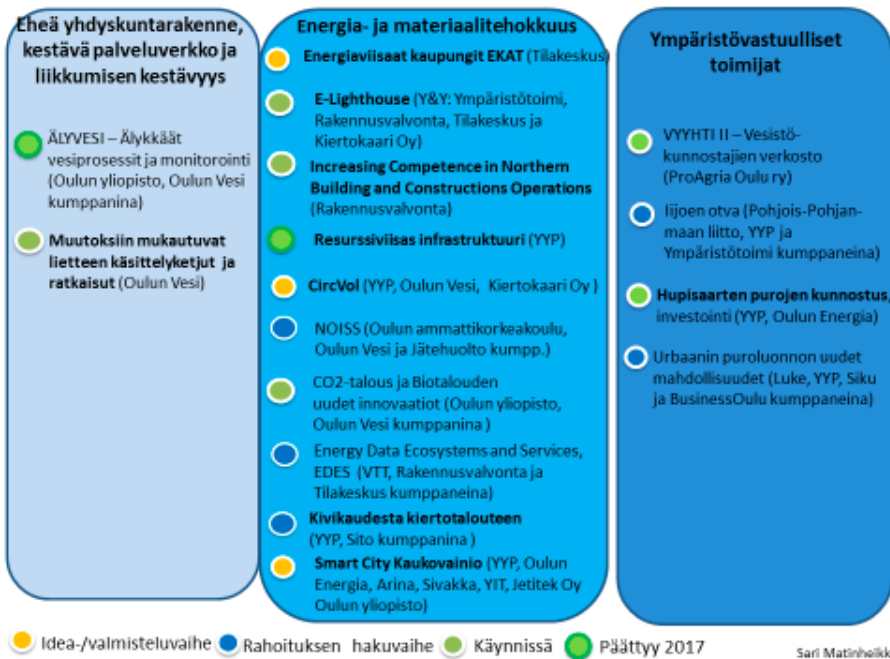 Eheä yhdyskuntarakenne,
kestävä palveluverkko ja
liikkumisen kestävyys
ÄLYVESI – Älykkäät
vesiprosessit ja monitorointi
(Oulun yliopisto, Oulun Vesi
kumppanina)
Muutoksiin mukautuvat
lietteen käsittelyketjut ja
ratkaisut (Oulun Vesi)
Energia- ja materiaalitehokkuus
Energiaviisaat kaupungit EKAT (Tilakeskus)
E-Lighthouse (Y&Y: Ympäristötoimi,
Rakennusvalvonta, Tilakeskus ja
Kiertokaari Oy)
Increasing Competence in Northern
Building and Constructions Operations
(Rakennusvalvonta)
Resurssiviisas infrastruktuuri (YYP)
CircVol (YYP, Oulun Vesi, Kiertokaari Oy )
NOISS (Oulun ammattikorkeakoulu,
Oulun Vesi ja Jätehuolto kumpp.)
CO2-talous ja Biotalouden
uudet innovaatiot (Oulun yliopisto,
Oulun Vesi kumppanina )
Energy Data Ecosystems and Services,
EDES (VTT, Rakennusvalvonta ja
Tilakeskus kumppaneina)
Kivikaudesta kiertotalouteen
(YYP, Sito kumppanina )
Smart City Kaukovainio (YYP, Oulun
Energia, Arina, Sivakka, YIT, Jetitek Oy
Oulun yliopisto)
Ympäristövastuulliset
toimijat
VYYHTI II – Vesistö-
kunnostajien verkosto
(ProAgria Oulu ry)
Iijoen otva (Pohjois-Pohjan-
maan liitto, YYP ja
Ympäristötoimi kumppaneina)
Hupisaarten purojen kunnostus,
investointi (YYP, Oulun Energia)
Urbaanin puroluonnon uudet
mahdollisuudet (Luke, YYP, Siku
ja BusinessOulu kumppaneina)
Idea-/valmisteluvaihe Rahoituksen hakuvaihe Käynnissä Päättyy 2017
Sari Matinheikk